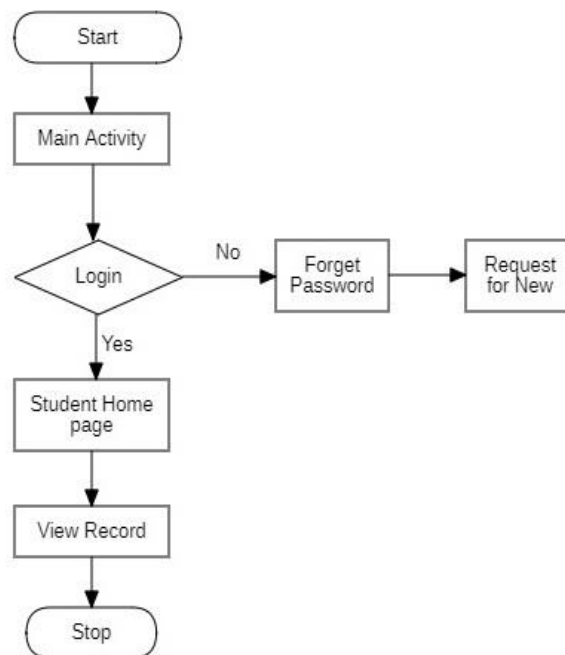 Start
Main Activity
Login
No
Forget
Password
Request
for New
Yes
Student Home
page
View Record
Stop